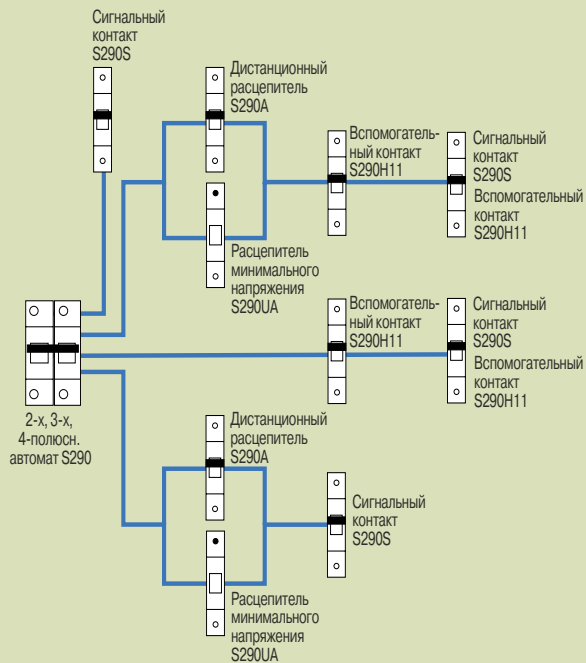 Сигнальный
контакт
S290S
Дистанционный
расцепитель
S290A
Вспомогатель-
ный контакт
S290H11
Сигнальный
контакт
S290S
Вспомогательный
контакт
S290H11
Расцепитель
минимального
напряжения
S290UA
2-х, 3-х,
4-полюсн.
автомат S290
Вспомогатель-
ный контакт
S290H11
Сигнальный
контакт
S290S
Вспомогательный
контакт
S290H11
Дистанционный
расцепитель
S290A
Сигнальный
контакт
S290S
Расцепитель
минимального
напряжения
S290UA